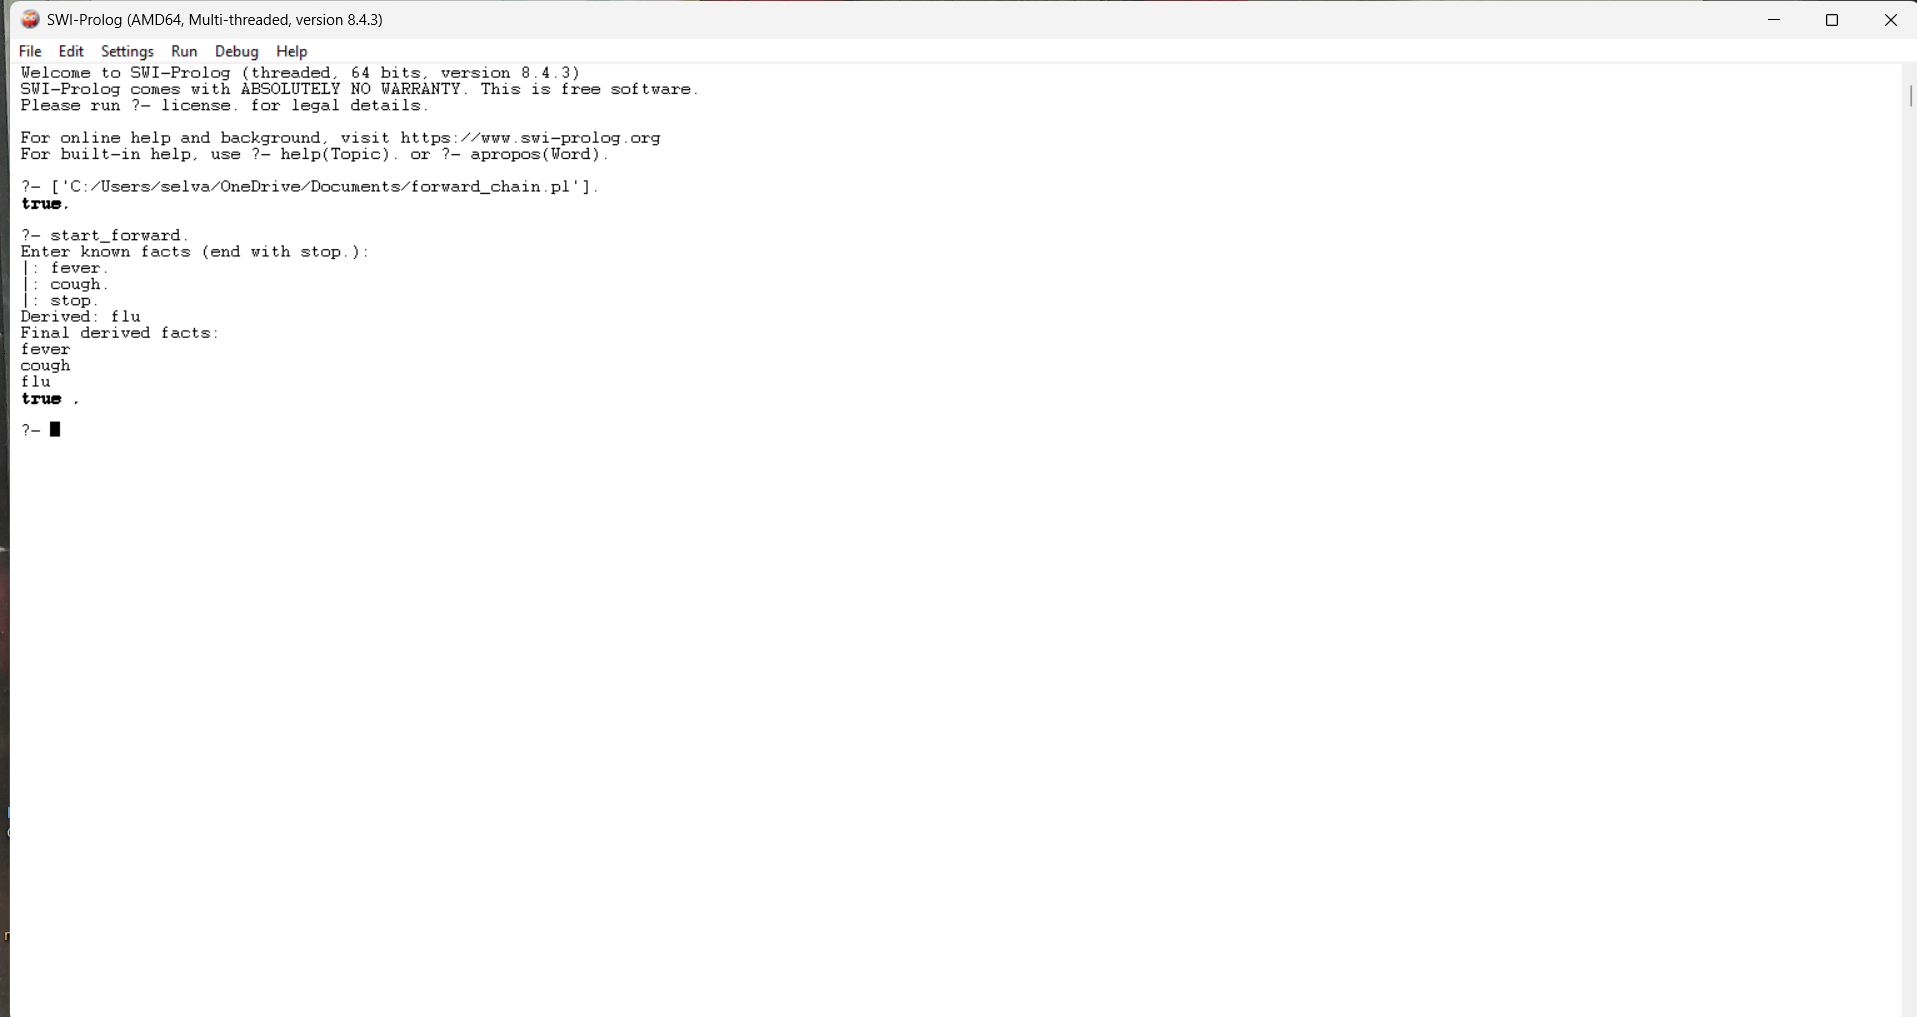 SWI-Prolog (AMD64, Multi-threaded, version 8.4.3)
File Edit Settings Run Debug Help
Welcome to SWI-Prolog (threaded, 64 bits, version 8.4.3)
SWI-Prolog comes with ABSOLUTELY NO WARRANTY. This is free software.
Please run ?- license. for legal details.
For online help and background, visit https://www.swi-prolog.org
For built-in help, use ?- help(Topic). or ?- apropos(Word).
?- ['C:/Users/selva/OneDrive/Documents/forward_chain.pl'].
true.
?- start_forward.
Enter known facts (end with stop.):
|: fever.
|: cough.
|: stop.
Derived: flu
Final derived facts:
fever
cough
flu
true .
?-